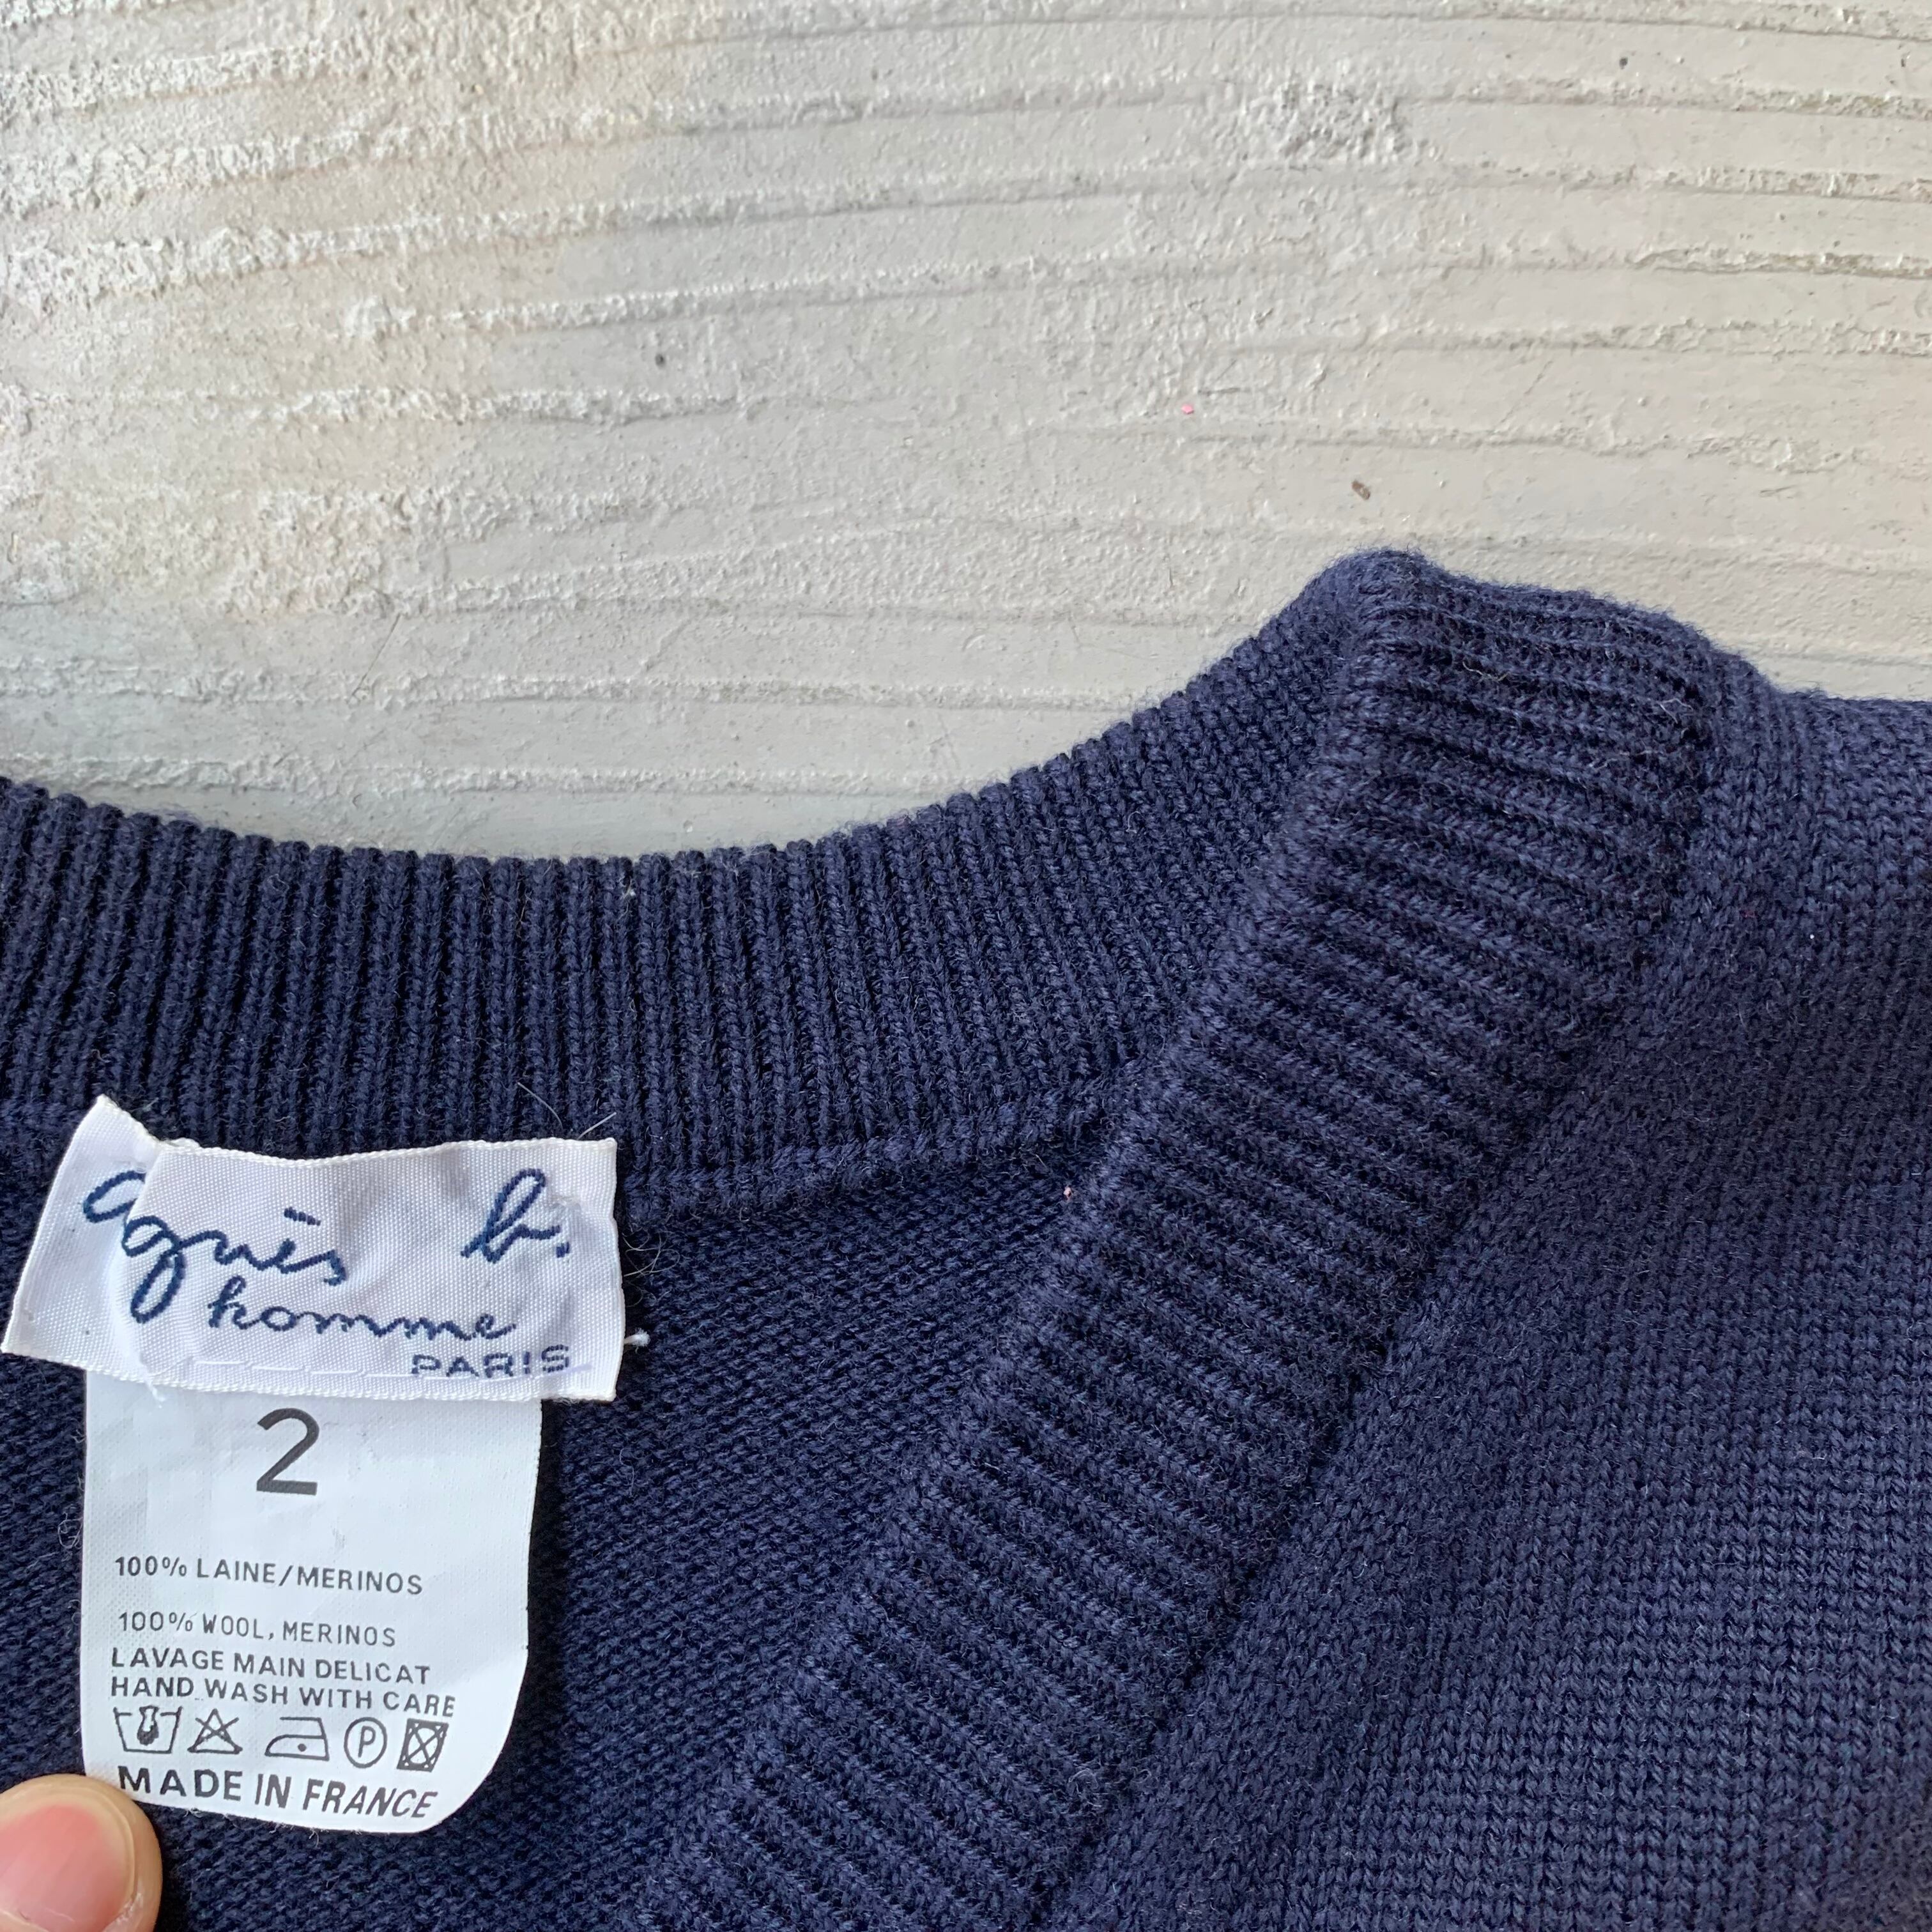 agnès b.
homme
PARIS
2
100% LAINE/MERINOS
100% WOOL, MERINOS
LAVAGE MAIN DELICAT
HAND WASH WITH CARE
P
MADE IN FRANCE